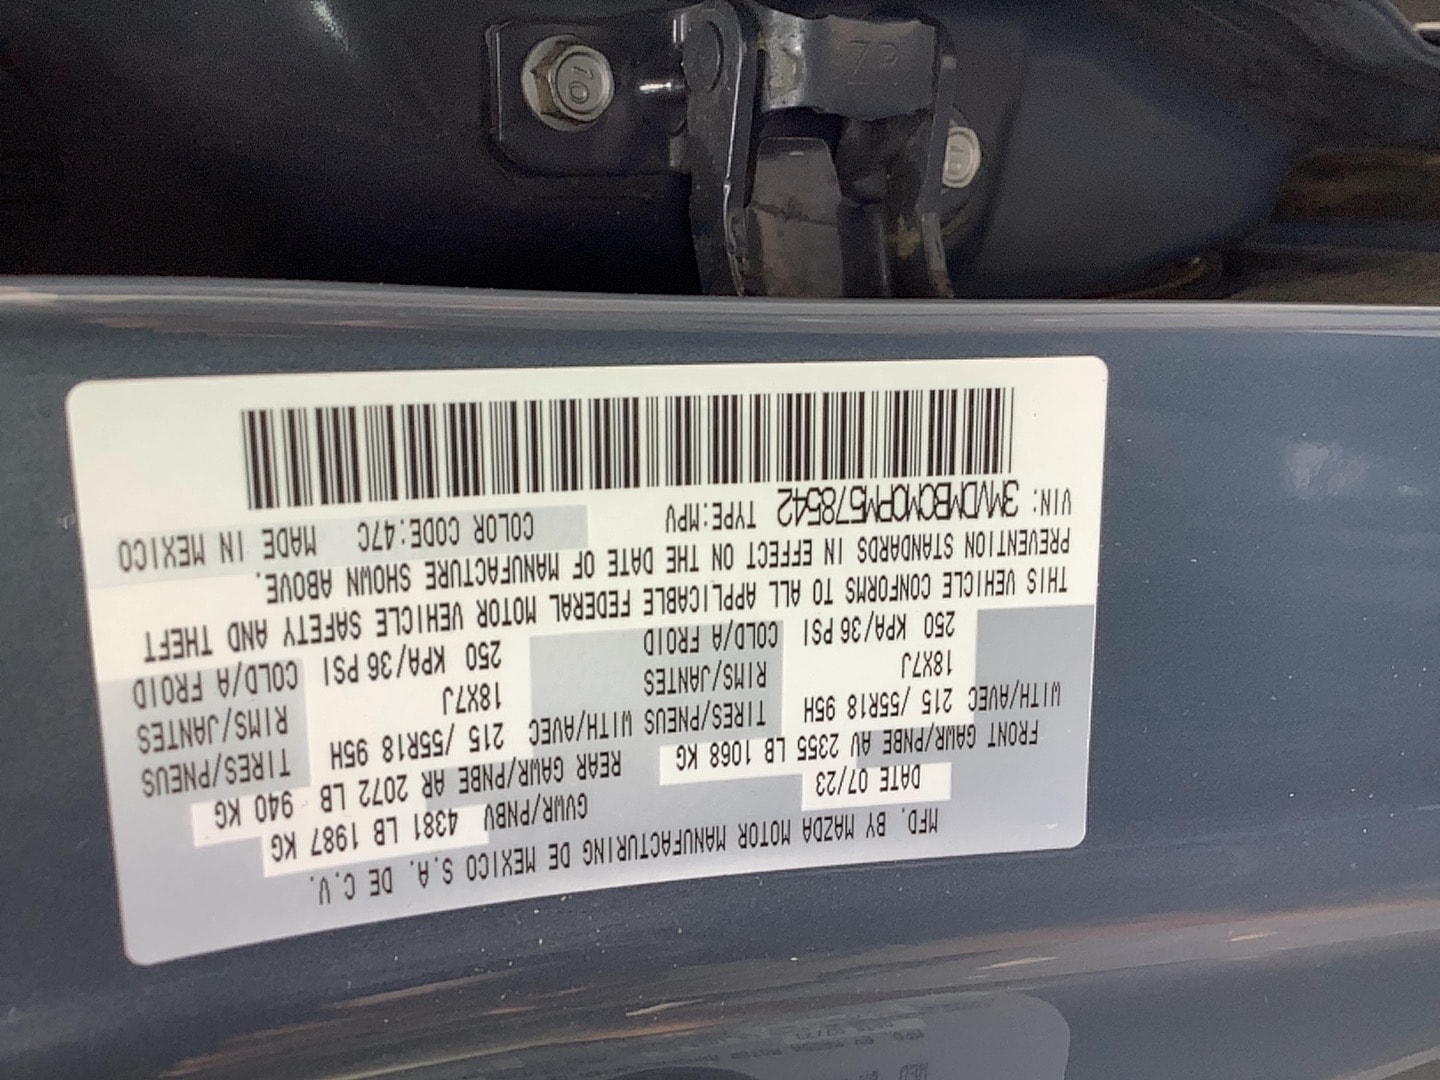 MFD. BY MAZDA MOTOR MANUFACTURING DE MEXICO S.A. DE C.V.
DATE 07/23 GVWR/PNBV 4381 LB 1987 KG
FRONT GAWR/PNBE AV 2355 LB 1068 KG REAR GAWR/PNBE AR 2072 LB 940 KG
WITH/AVEC 215 /55R18 95H TIRES/PNEUS WITH/AVEC 215 /55R18 95H TIRES/PNEUS
18X7J RIMS/JANTES 18X7J RIMS/JANTES
250 KPA/36 PSI COLD/A FROID 250 KPA/36 PSI COLD/A FROID
THIS VEHICLE CONFORMS TO ALL APPLICABLE FEDERAL MOTOR VEHICLE SAFETY AND THEFT
PREVENTION STANDARDS IN EFFECT ON THE DATE OF MANUFACTURE SHOWN ABOVE.
VIN: 3MVDMBCM0PM578542 TYPE:MPV COLOR CODE:47C MADE IN MEXICO
10